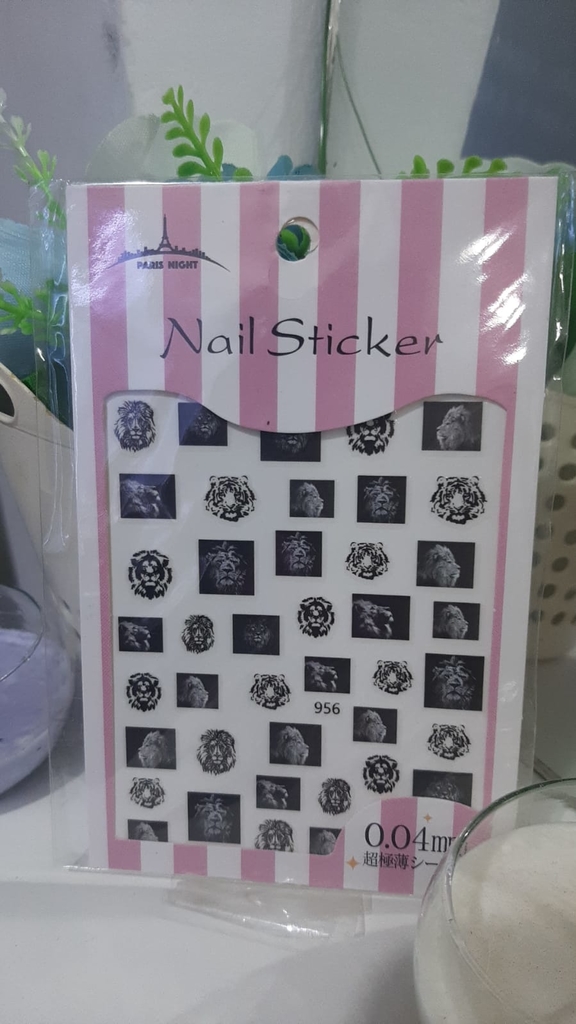 PARIS NIGHT
Nail Sticker
956
0.04mm
超極薄シー